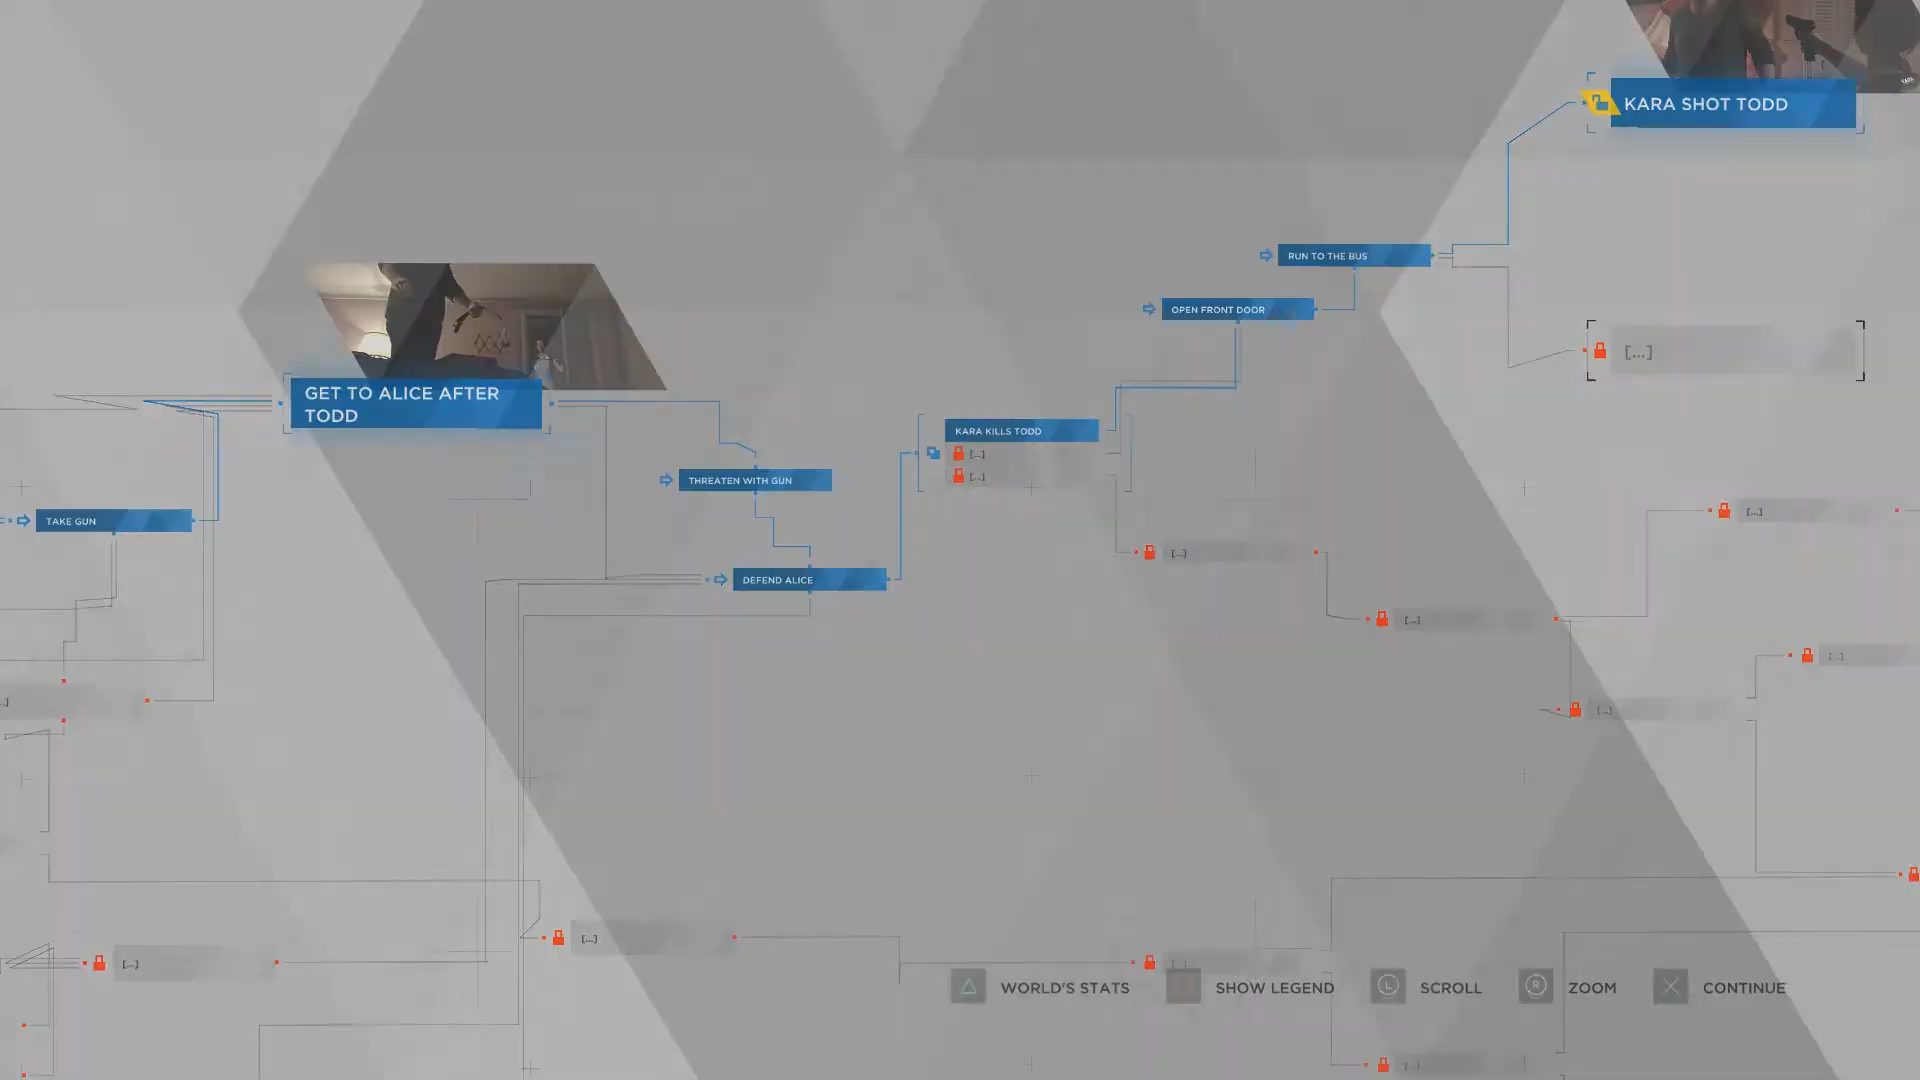 KARA SHOT TODD
RUN TO THE BUS
OPEN FRONT DOOR
[...]
GET TO ALICE AFTER
TODD
KARA KILLS TODD
[...]
[...]
THREATEN WITH GUN
TAKE GUN
[...]
[...]
DEFEND ALICE
[...]
[...]
[...]
[...]
[...]
WORLD'S STATS
SHOW LEGEND
SCROLL
ZOOM
CONTINUE
[...]